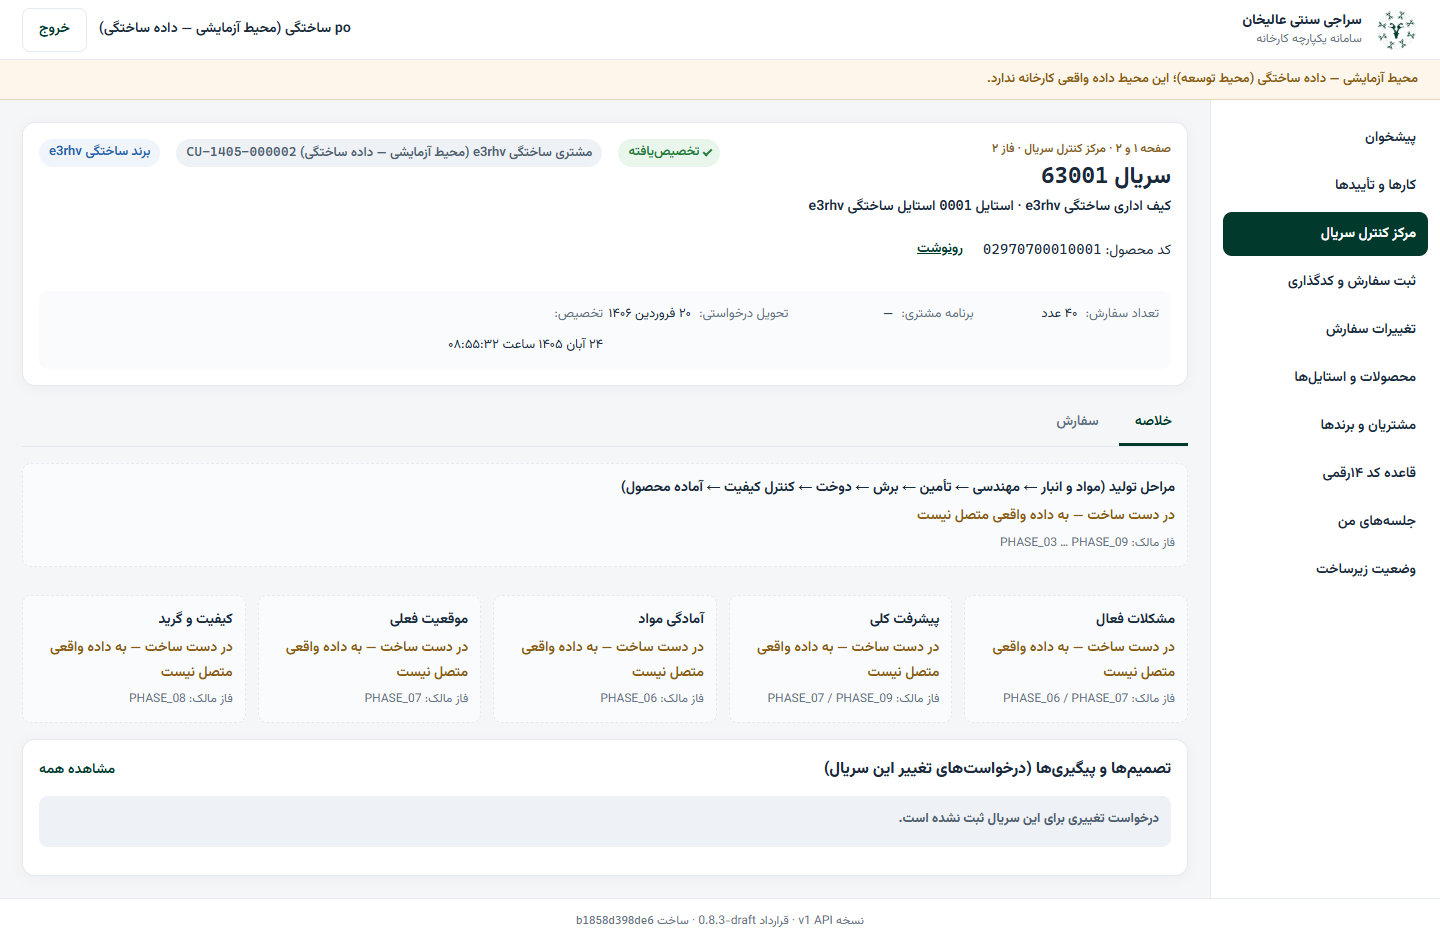 سراجی سنتی عالیخان
سامانه یکپارچه کارخانه
po ساختگی (محیط آزمایشی — داده ساختگی)
خروج
محیط آزمایشی — داده ساختگی (محیط توسعه)؛ این محیط داده واقعی کارخانه ندارد.
پیشخوان
کارها و تأییدها
مرکز کنترل سریال
ثبت سفارش و کدگذاری
تغییرات سفارش
محصولات و استایل‌ها
مشتریان و برندها
قاعده کد ۱۴رقمی
جلسه‌های من
وضعیت زیرساخت
صفحه ۱ و ۲ · مرکز کنترل سریال · فاز ۲
سریال 63001
کیف اداری ساختگی e3rhv · استایل 0001 استایل ساختگی e3rhv
کد محصول: 02970700010001 رونوشت
✓ تخصیص‌یافته
مشتری ساختگی e3rhv (محیط آزمایشی — داده ساختگی) CU-1405-000002
برند ساختگی e3rhv
تعداد سفارش: ۴۰ عدد
برنامه مشتری: —
تحویل درخواستی: ۲۰ فروردین ۱۴۰۶
تخصیص:
۲۴ آبان ۱۴۰۵ ساعت ۰۸:۵۵:۳۲
خلاصه
سفارش
مراحل تولید (مواد و انبار ← مهندسی ← تأمین ← برش ← دوخت ← کنترل کیفیت ← آماده محصول)
در دست ساخت — به داده واقعی متصل نیست
فاز مالک: PHASE_03 … PHASE_09
مشکلات فعال
در دست ساخت — به داده واقعی
متصل نیست
فاز مالک: PHASE_06 / PHASE_07
پیشرفت کلی
در دست ساخت — به داده واقعی
متصل نیست
فاز مالک: PHASE_07 / PHASE_09
آمادگی مواد
در دست ساخت — به داده واقعی
متصل نیست
فاز مالک: PHASE_06
موقعیت فعلی
در دست ساخت — به داده واقعی
متصل نیست
فاز مالک: PHASE_07
کیفیت و گرید
در دست ساخت — به داده واقعی
متصل نیست
فاز مالک: PHASE_08
تصمیم‌ها و پیگیری‌ها (درخواست‌های تغییر این سریال)
مشاهده همه
درخواست تغییری برای این سریال ثبت نشده است.
نسخه API v1 · قرارداد 0.8.3-draft · ساخت b1858d398de6